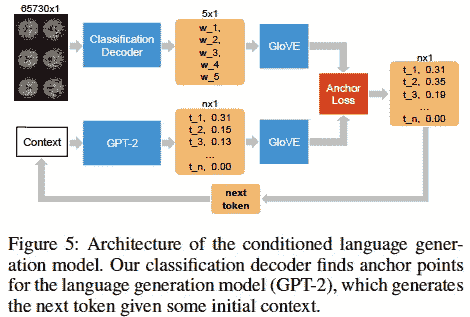 65730x1
Classification
Decoder
5x1
w_1,
w_2,
w_3,
w_4
w_5
GloVE
Context
GPT-2
nx1
t_1, 0.31
t_2, 0.15
t_3, 0.13
...
t_n, 0.00
GloVE
Anchor
Loss
nx1
t_1, 0.31
t_2, 0.35
t_3, 0.19
...
t_n, 0.00
next
token
Figure 5: Architecture of the conditioned language gener-
ation model. Our classification decoder finds anchor points
for the language generation model (GPT-2), which generates
the next token given some initial context.